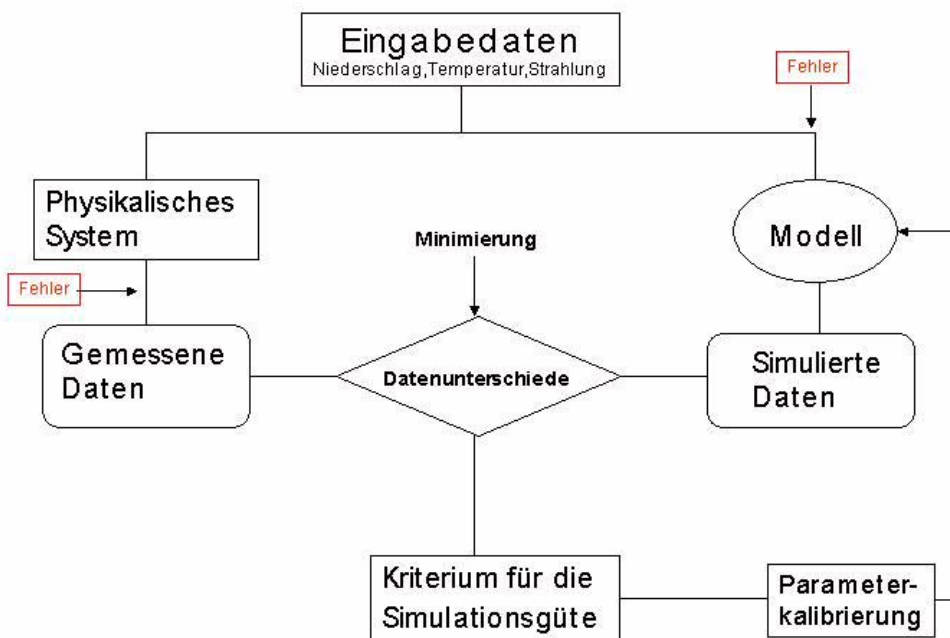 Eingabedaten
Niederschlag,Temperatur,Strahlung
Fehler
Physikalisches
System
Minimierung
Modell
Fehler
Gemessene
Daten
Datenunterschiede
Simulierte
Daten
Kriterium für die
Simulationsgüte
Parameter-
kalibrierung